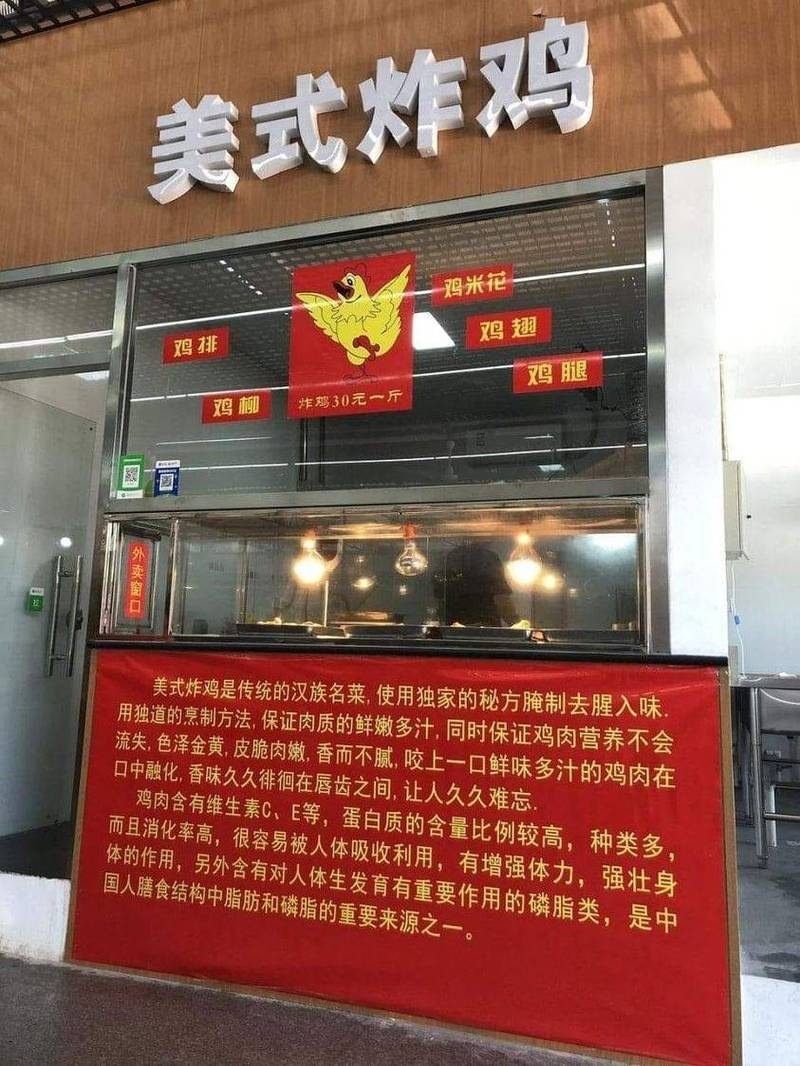 美式炸鸡
鸡米花
鸡排
鸡翅
鸡腿
鸡柳
炸鸡30元一斤
外卖窗口
美式炸鸡是传统的汉族名菜,使用独家的秘方腌制去腥入味.
用独道的烹制方法,保证肉质的鲜嫩多汁,同时保证鸡肉营养不会
流失,色泽金黄,皮脆肉嫩,香而不腻,咬上一口鲜味多汁的鸡肉在
口中融化,香味久久徘徊在唇齿之间,让人久久难忘.
鸡肉含有维生素C、E等，蛋白质的含量比例较高，种类多，
而且消化率高，很容易被人体吸收利用，有增强体力，强壮身
体的作用，另外含有对人体生发育有重要作用的磷脂类，是中
国人膳食结构中脂肪和磷脂的重要来源之一。